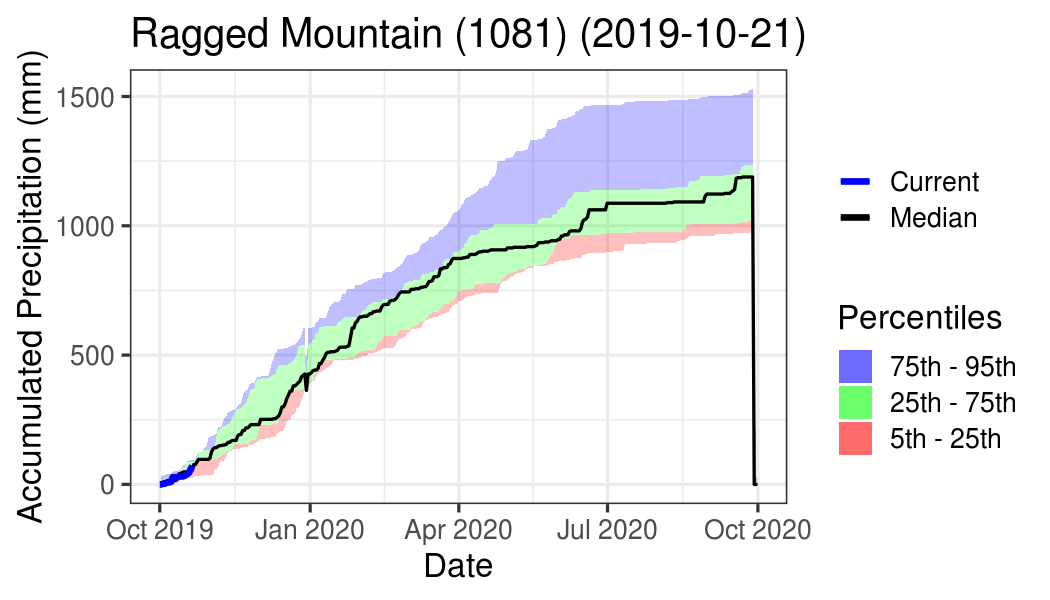 Ragged Mountain (1081) (2019-10-21)
Accumulated Precipitation (mm)
1500
1000
500
0
Oct 2019
Jan 2020
Apr 2020
Jul 2020
Oct 2020
Date
Current
Median
Percentiles
75th - 95th
25th - 75th
5th - 25th